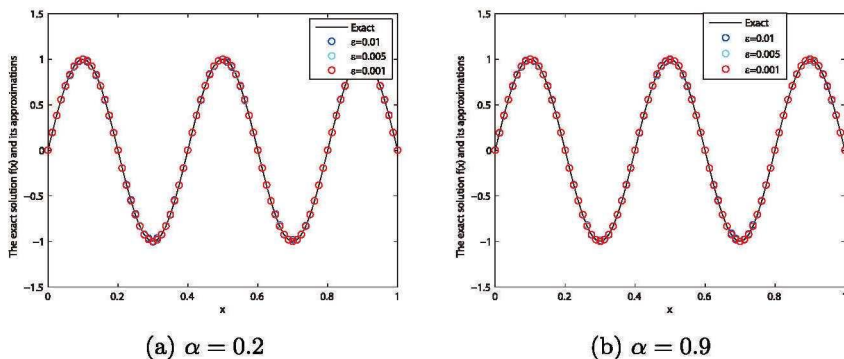 1.5
1
0.5
0
−0.5
−1
−1.5
0
0.2
0.4
0.6
0.8
1
x
The exact solution f(x) and its approximations
Exact
ε=0.01
ε=0.005
ε=0.001
(a) α = 0.2
1.5
1
0.5
0
−0.5
−1
−1.5
0
0.2
0.4
0.6
0.8
1
x
The exact solution f(x) and its approximations
Exact
ε=0.01
ε=0.005
ε=0.001
(b) α = 0.9